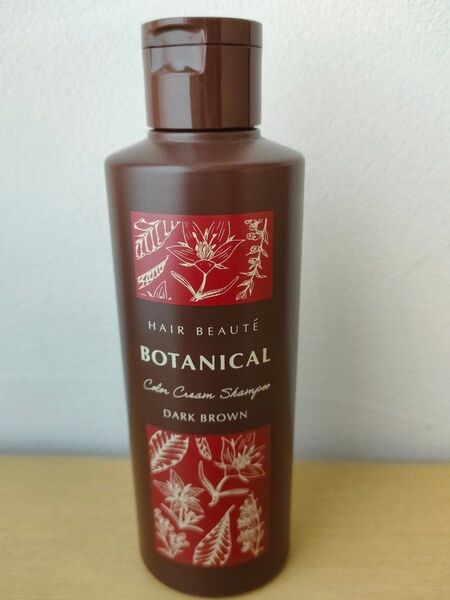 HAIR BEAUTÉ
BOTANICAL
Color Cream Shampoo
DARK BROWN